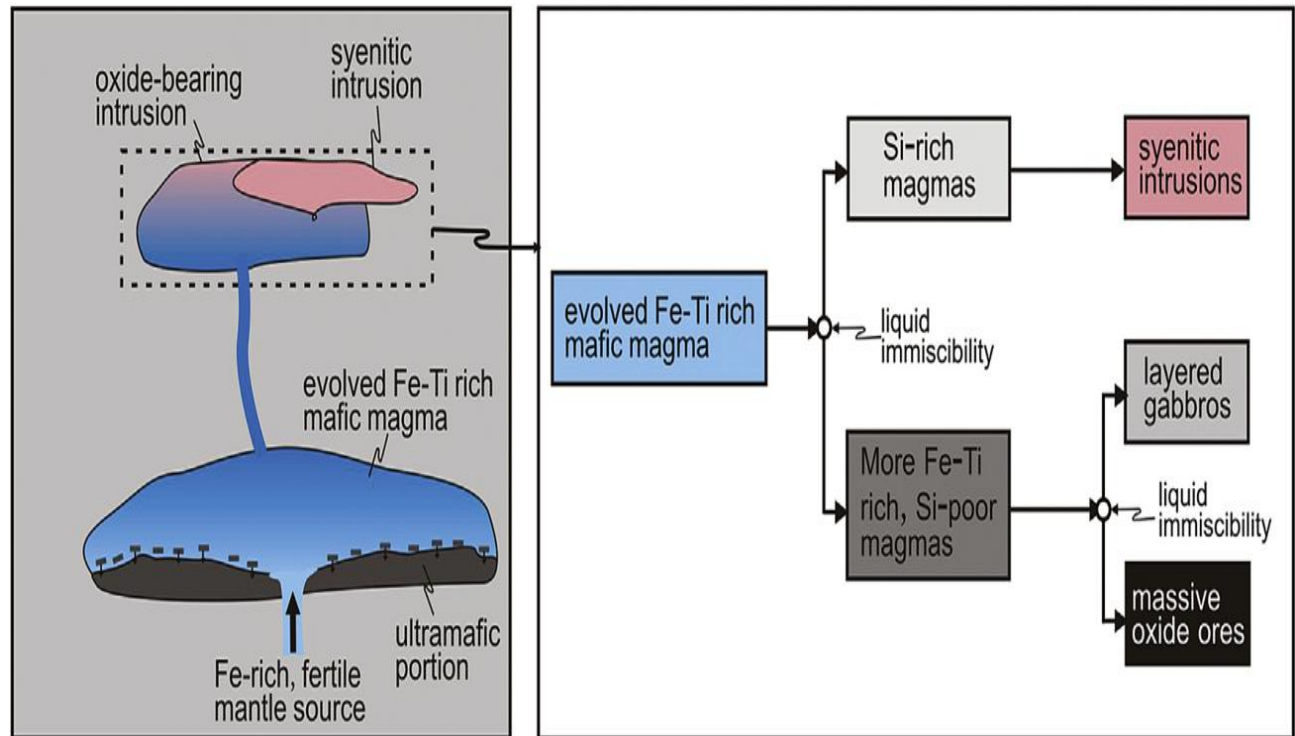 oxide-bearing
intrusion
syenitic
intrusion
evolved Fe-Ti rich
mafic magma
ultramafic
portion
Fe-rich, fertile
mantle source
evolved Fe-Ti rich
mafic magma
liquid
immiscibility
Si-rich
magmas
syenitic
intrusions
More Fe-Ti
rich, Si-poor
magmas
layered
gabbros
liquid
immiscibility
massive
oxide ores